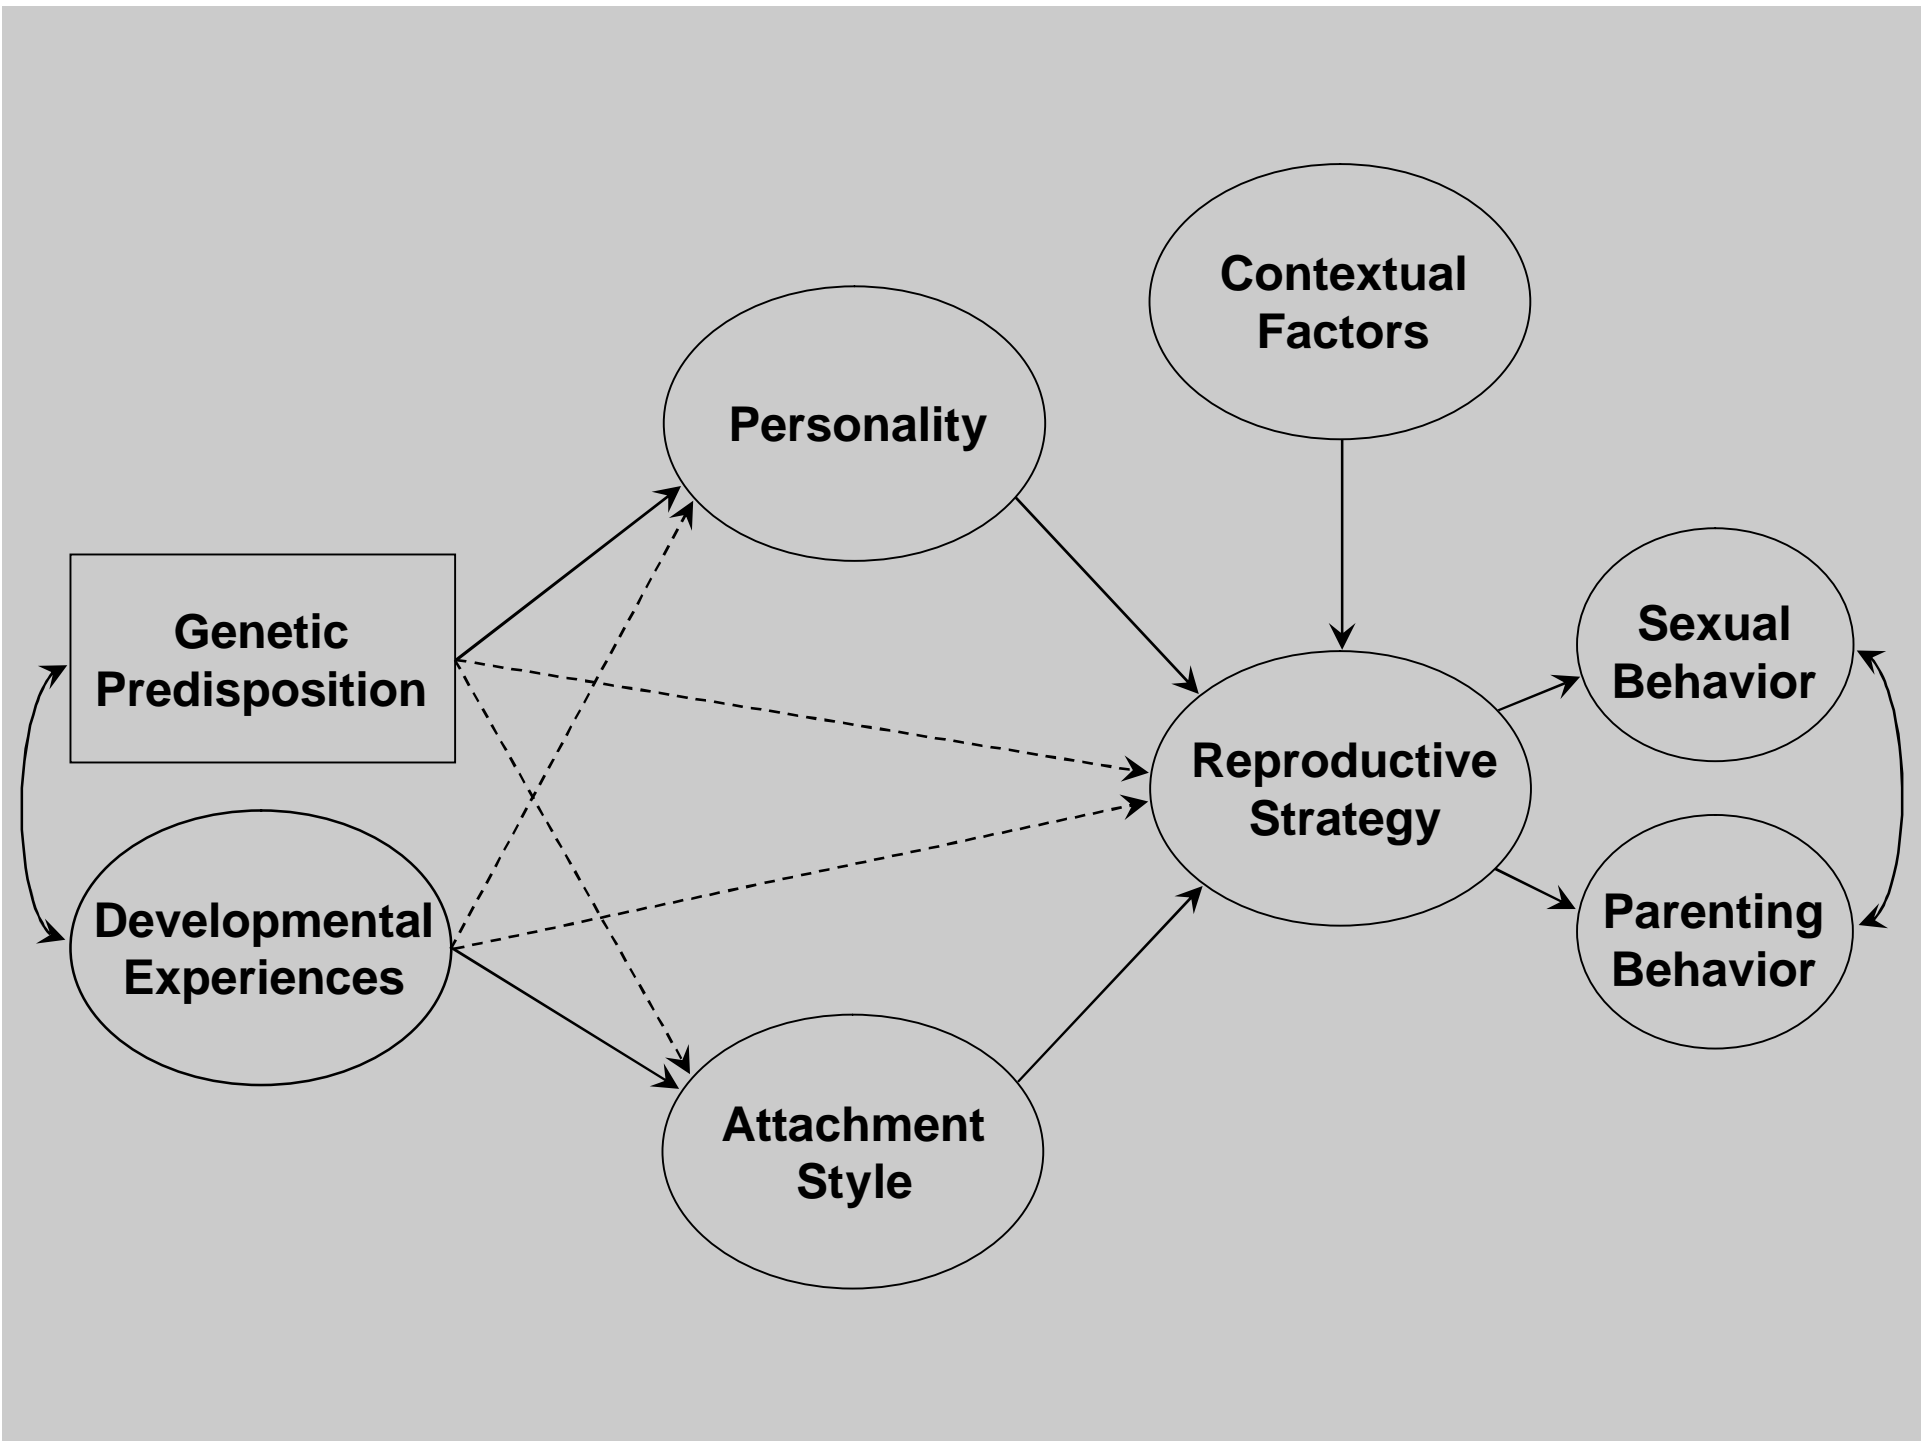 Contextual
Factors
Personality
Genetic
Predisposition
Sexual
Behavior
Reproductive
Strategy
Developmental
Experiences
Parenting
Behavior
Attachment
Style